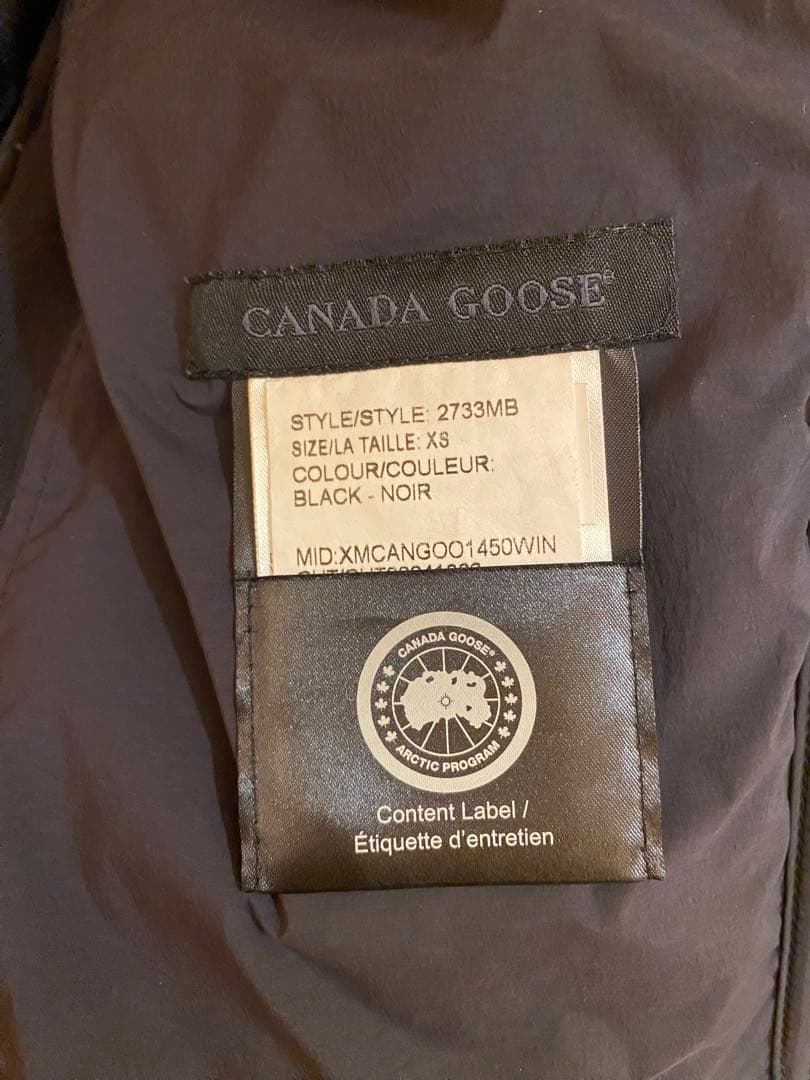 CANADA GOOSE®
STYLE/STYLE: 2733MB
SIZE/LA TAILLE: XS
COLOUR/COULEUR:
BLACK - NOIR
MID:XMCANGOO1450WIN
CANADA GOOSE®
ARCTIC PROGRAM
Content Label /
Étiquette d'entretien